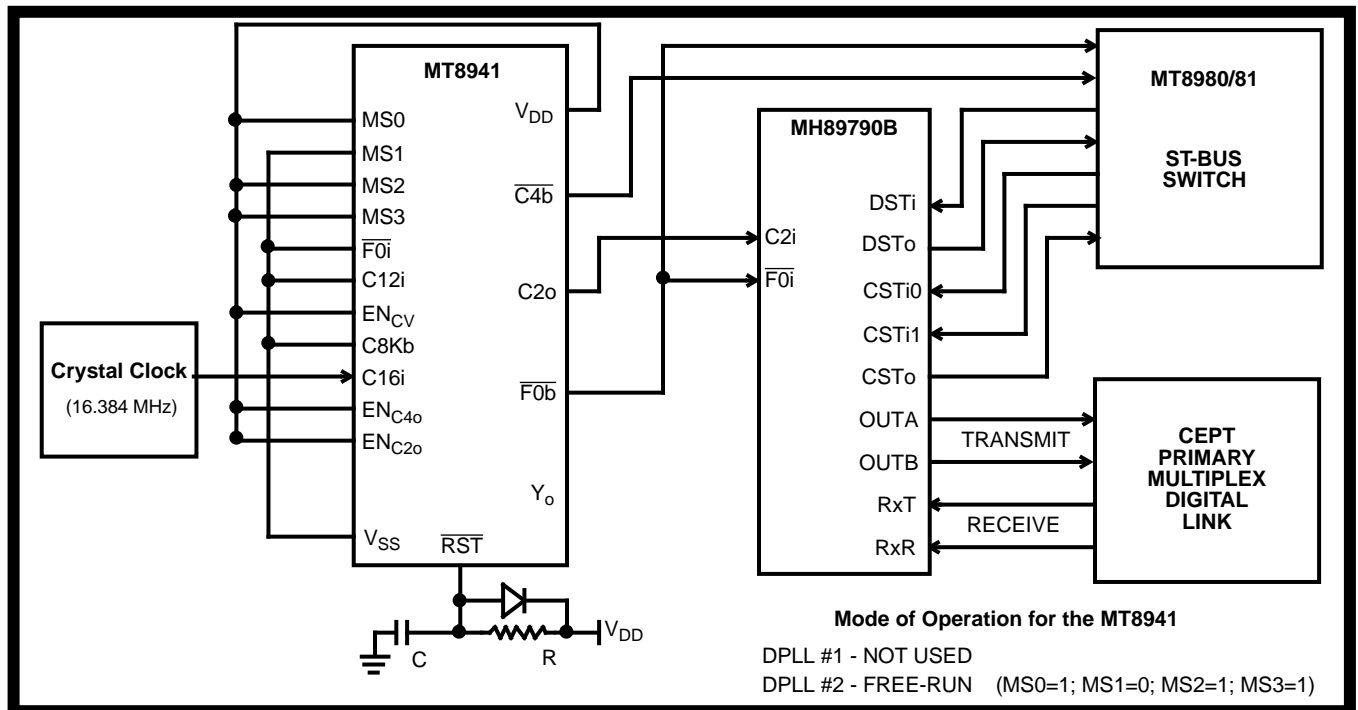 MT8941
MS0
MS1
MS2
MS3
F0i
C12i
ENCV
C8Kb
C16i
ENC4o
ENC2o
VSS
VDD
C4b
C2o
F0b
Yo
RST
Crystal Clock
(16.384 MHz)
C
R
VDD
MH89790B
C2i
F0i
DSTi
DSTo
CSTi0
CSTi1
CSTo
OUTA
OUTB
RxT
RxR
TRANSMIT
RECEIVE
MT8980/81
ST-BUS
SWITCH
CEPT
PRIMARY
MULTIPLEX
DIGITAL
LINK
Mode of Operation for the MT8941
DPLL #1 - NOT USED
DPLL #2 - FREE-RUN (MS0=1; MS1=0; MS2=1; MS3=1)